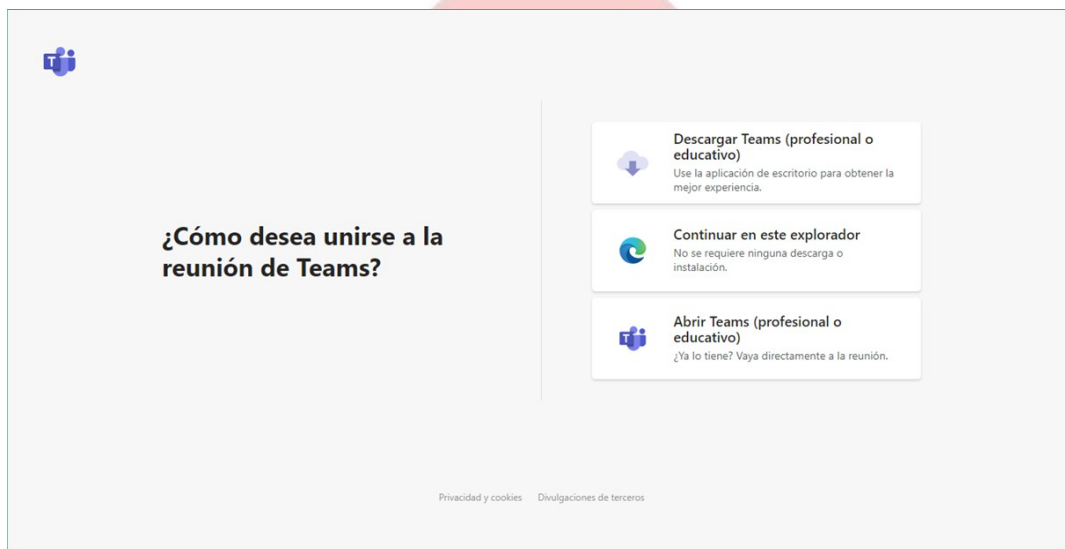 ¿Cómo desea unirse a la
reunión de Teams?
Descargar Teams (profesional o
educativo)
Use la aplicación de escritorio para obtener la
mejor experiencia.
Continuar en este explorador
No se requiere ninguna descarga o
instalación.
Abrir Teams (profesional o
educativo)
¿Ya lo tiene? Vaya directamente a la reunión.
Privacidad y cookies Divulgaciones de terceros